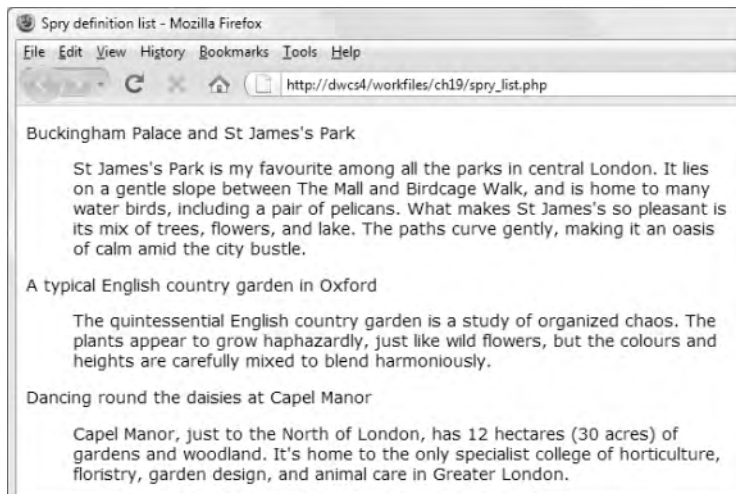 Spry definition list - Mozilla Firefox
File Edit View History Bookmarks Tools Help
http://dwcs4/workfiles/ch19/spry_list.php
Buckingham Palace and St James's Park
St James's Park is my favourite among all the parks in central London. It lies
on a gentle slope between The Mall and Birdcage Walk, and is home to many
water birds, including a pair of pelicans. What makes St James's so pleasant is
its mix of trees, flowers, and lake. The paths curve gently, making it an oasis
of calm amid the city bustle.
A typical English country garden in Oxford
The quintessential English country garden is a study of organized chaos. The
plants appear to grow haphazardly, just like wild flowers, but the colours and
heights are carefully mixed to blend harmoniously.
Dancing round the daisies at Capel Manor
Capel Manor, just to the North of London, has 12 hectares (30 acres) of
gardens and woodland. It's home to the only specialist college of horticulture,
floristry, garden design, and animal care in Greater London.